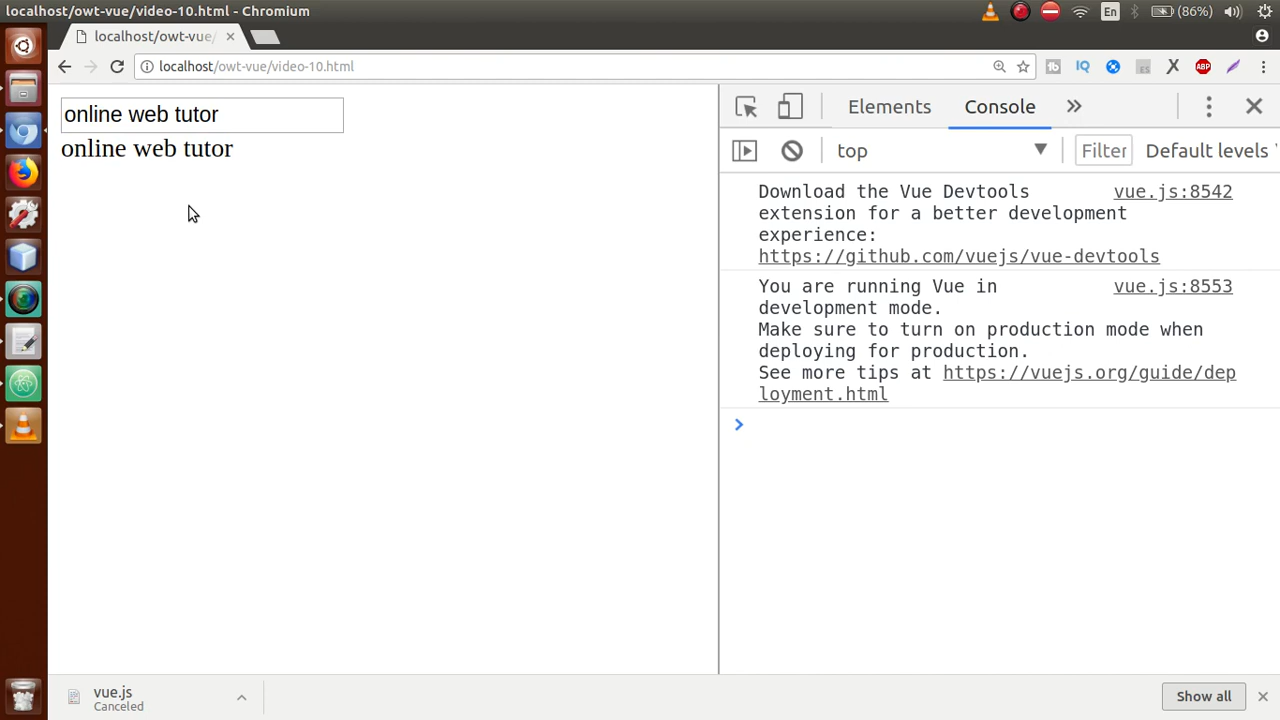 localhost/owt-vue/video-10.html - Chromium
En
(86%)
localhost/owt-vue/
localhost/owt-vue/video-10.html
IQ
ABP
online web tutor
online web tutor
Elements
Console
top
Filter
Default levels
Download the Vue Devtools
vue.js:8542
extension for a better development
experience:
https://github.com/vuejs/vue-devtools
You are running Vue in
vue.js:8553
development mode.
Make sure to turn on production mode when
deploying for production.
See more tips at https://vuejs.org/guide/dep
loyment.html
vue.js
Canceled
Show all